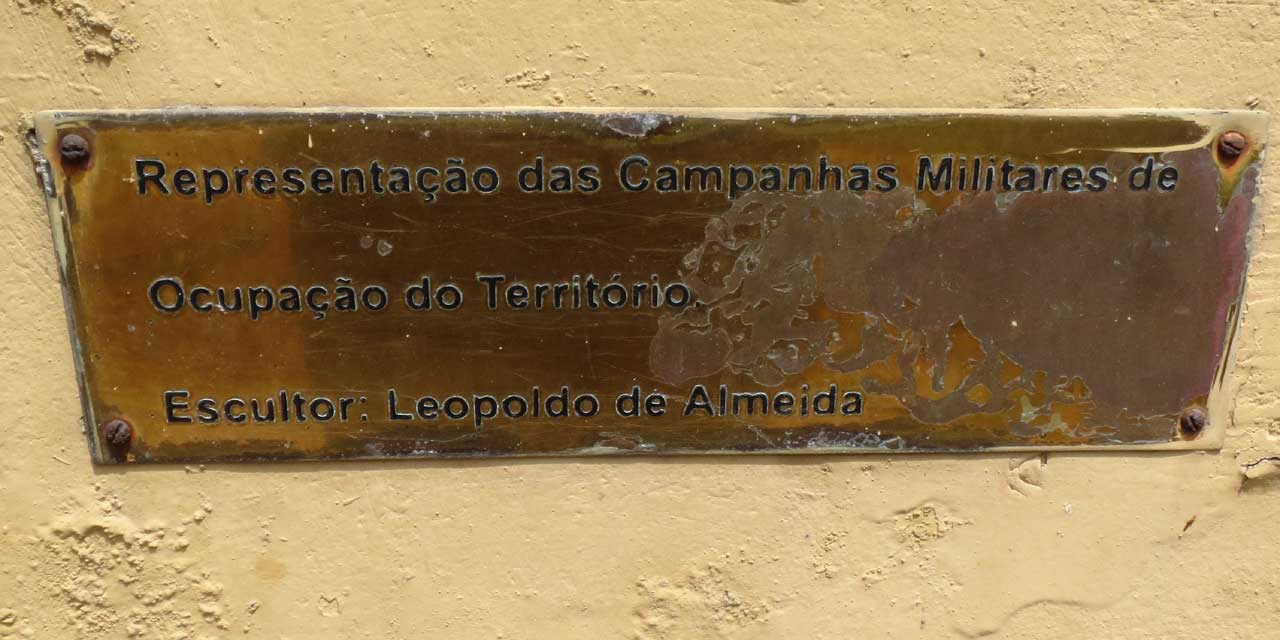 Representação das Campanhas Militares de
Ocupação do Território.
Escultor: Leopoldo de Almeida